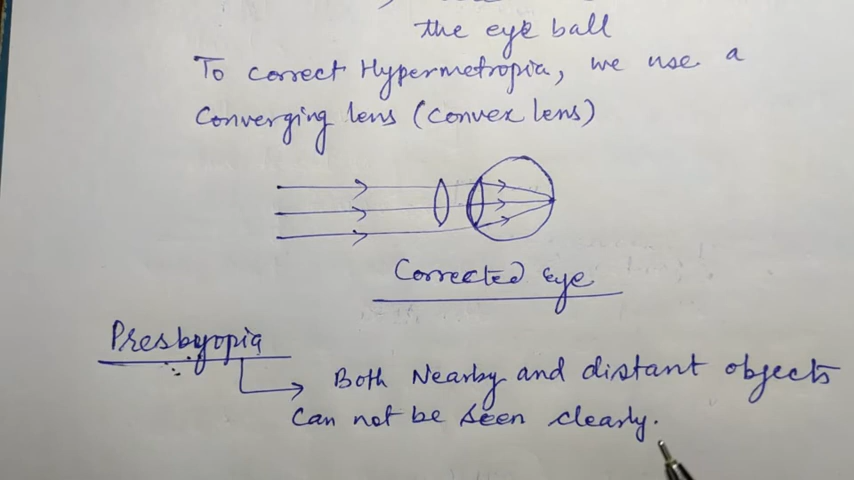 the eye ball
To correct Hypermetropia, we use a
Converging lens (convex lens)
Corrected eye
Presbyopia
Both Nearby and distant objects
Can not be seen clearly.